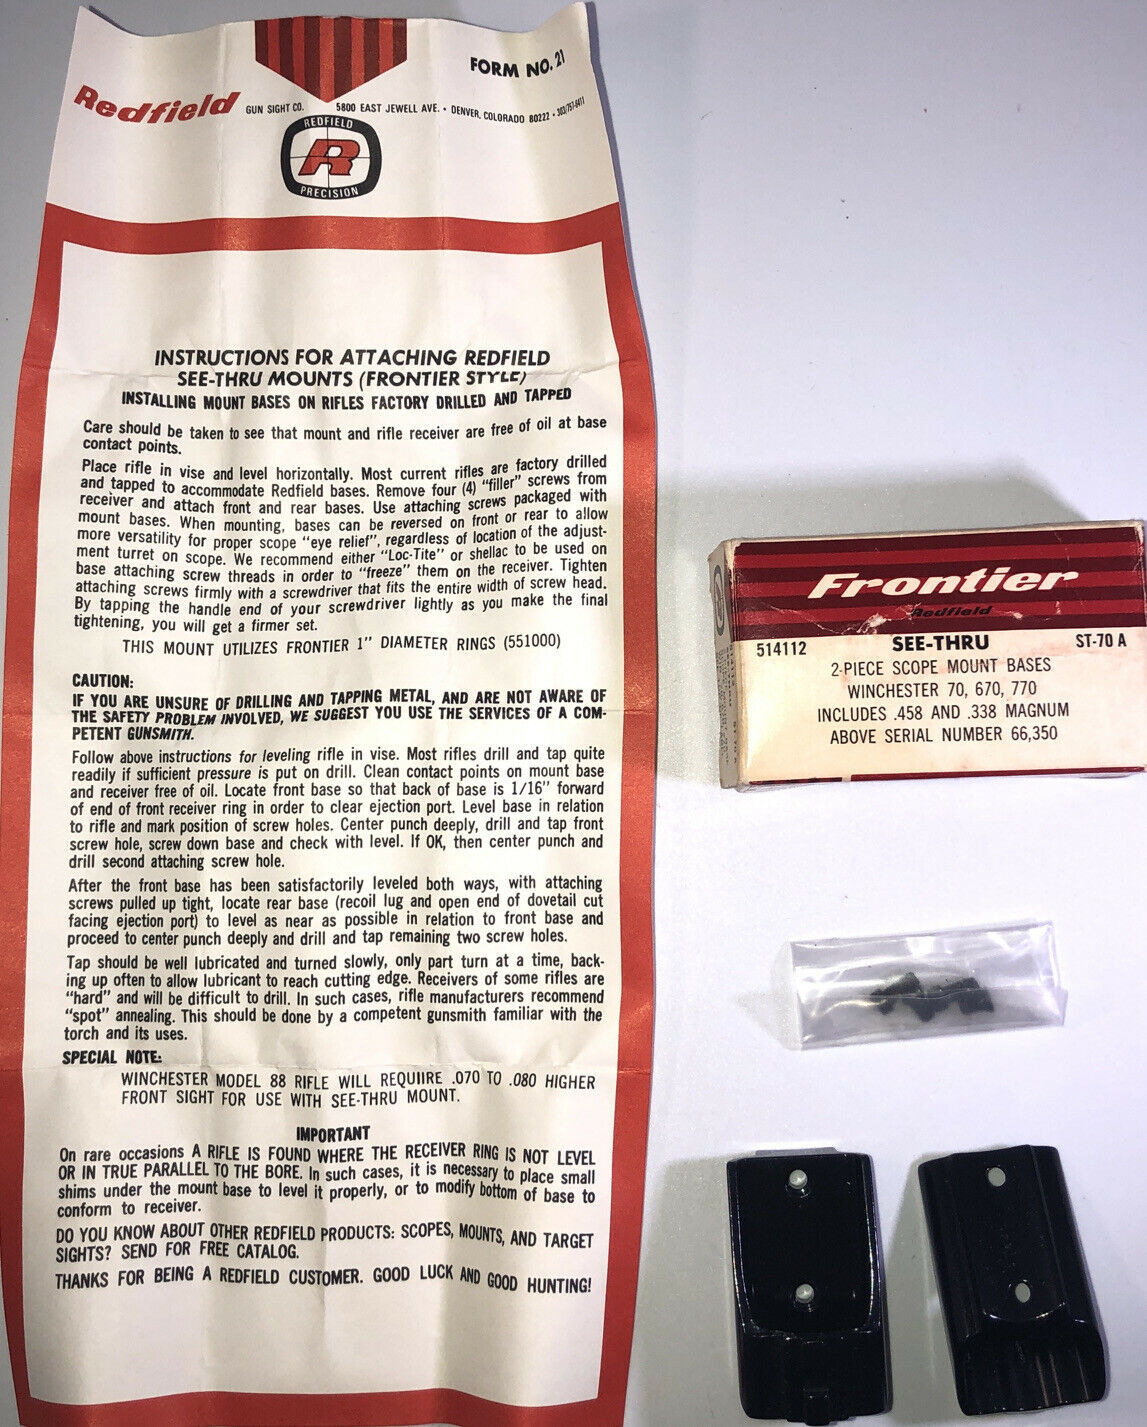 FORM NO. 21
Redfield GUN SIGHT CO. 5800 EAST JEWELL AVE. • DENVER, COLORADO 80222 • 303/757-6411
REDFIELD
R
PRECISION
INSTRUCTIONS FOR ATTACHING REDFIELD
SEE-THRU MOUNTS (FRONTIER STYLE)
INSTALLING MOUNT BASES ON RIFLES FACTORY DRILLED AND TAPPED
Care should be taken to see that mount and rifle receiver are free of oil at base
contact points.
Place rifle in vise and level horizontally. Most current rifles are factory drilled
and tapped to accommodate Redfield bases. Remove four (4) "filler" screws from
receiver and attach front and rear bases. Use attaching screws packaged with
mount bases. When mounting, bases can be reversed on front or rear to allow
more versatility for proper scope "eye relief", regardless of location of the adjust-
ment turret on scope. We recommend either "Loc-Tite" or shellac to be used on
base attaching screw threads in order to "freeze" them on the receiver. Tighten
attaching screws firmly with a screwdriver that fits the entire width of screw head.
By tapping the handle end of your screwdriver lightly as you make the final
tightening, you will get a firmer set.
THIS MOUNT UTILIZES FRONTIER 1" DIAMETER RINGS (551000)
CAUTION:
IF YOU ARE UNSURE OF DRILLING AND TAPPING METAL, AND ARE NOT AWARE OF
THE SAFETY PROBLEM INVOLVED, WE SUGGEST YOU USE THE SERVICES OF A COM-
PETENT GUNSMITH.
Follow above instructions for leveling rifle in vise. Most rifles drill and tap quite
readily if sufficient pressure is put on drill. Clean contact points on mount base
and receiver free of oil. Locate front base so that back of base is 1/16" forward
of end of front receiver ring in order to clear ejection port. Level base in relation
to rifle and mark position of screw holes. Center punch deeply, drill and tap front
screw hole, screw down base and check with level. If OK, then center punch and
drill second attaching screw hole.
After the front base has been satisfactorily leveled both ways, with attaching
screws pulled up tight, locate rear base (recoil lug and open end of dovetail cut
facing ejection port) to level as near as possible in relation to front base and
proceed to center punch deeply and drill and tap remaining two screw holes.
Tap should be well lubricated and turned slowly, only part turn at a time, back-
ing up often to allow lubricant to reach cutting edge. Receivers of some rifles are
"hard" and will be difficult to drill. In such cases, rifle manufacturers recommend
"spot" annealing. This should be done by a competent gunsmith familiar with the
torch and its uses.
SPECIAL NOTE:
WINCHESTER MODEL 88 RIFLE WILL REQUIIRE .070 TO .080 HIGHER
FRONT SIGHT FOR USE WITH SEE-THRU MOUNT.
IMPORTANT
On rare occasions A RIFLE IS FOUND WHERE THE RECEIVER RING IS NOT LEVEL
OR IN TRUE PARALLEL TO THE BORE. In such cases, it is necessary to place small
shims under the mount base to level it properly, or to modify bottom of base to
conform to receiver.
DO YOU KNOW ABOUT OTHER REDFIELD PRODUCTS: SCOPES, MOUNTS, AND TARGET
SIGHTS? SEND FOR FREE CATALOG.
THANKS FOR BEING A REDFIELD CUSTOMER. GOOD LUCK AND GOOD HUNTING!
Frontier
Redfield
514112 SEE-THRU ST-70 A
2-PIECE SCOPE MOUNT BASES
WINCHESTER 70, 670, 770
INCLUDES .458 AND .338 MAGNUM
ABOVE SERIAL NUMBER 66,350